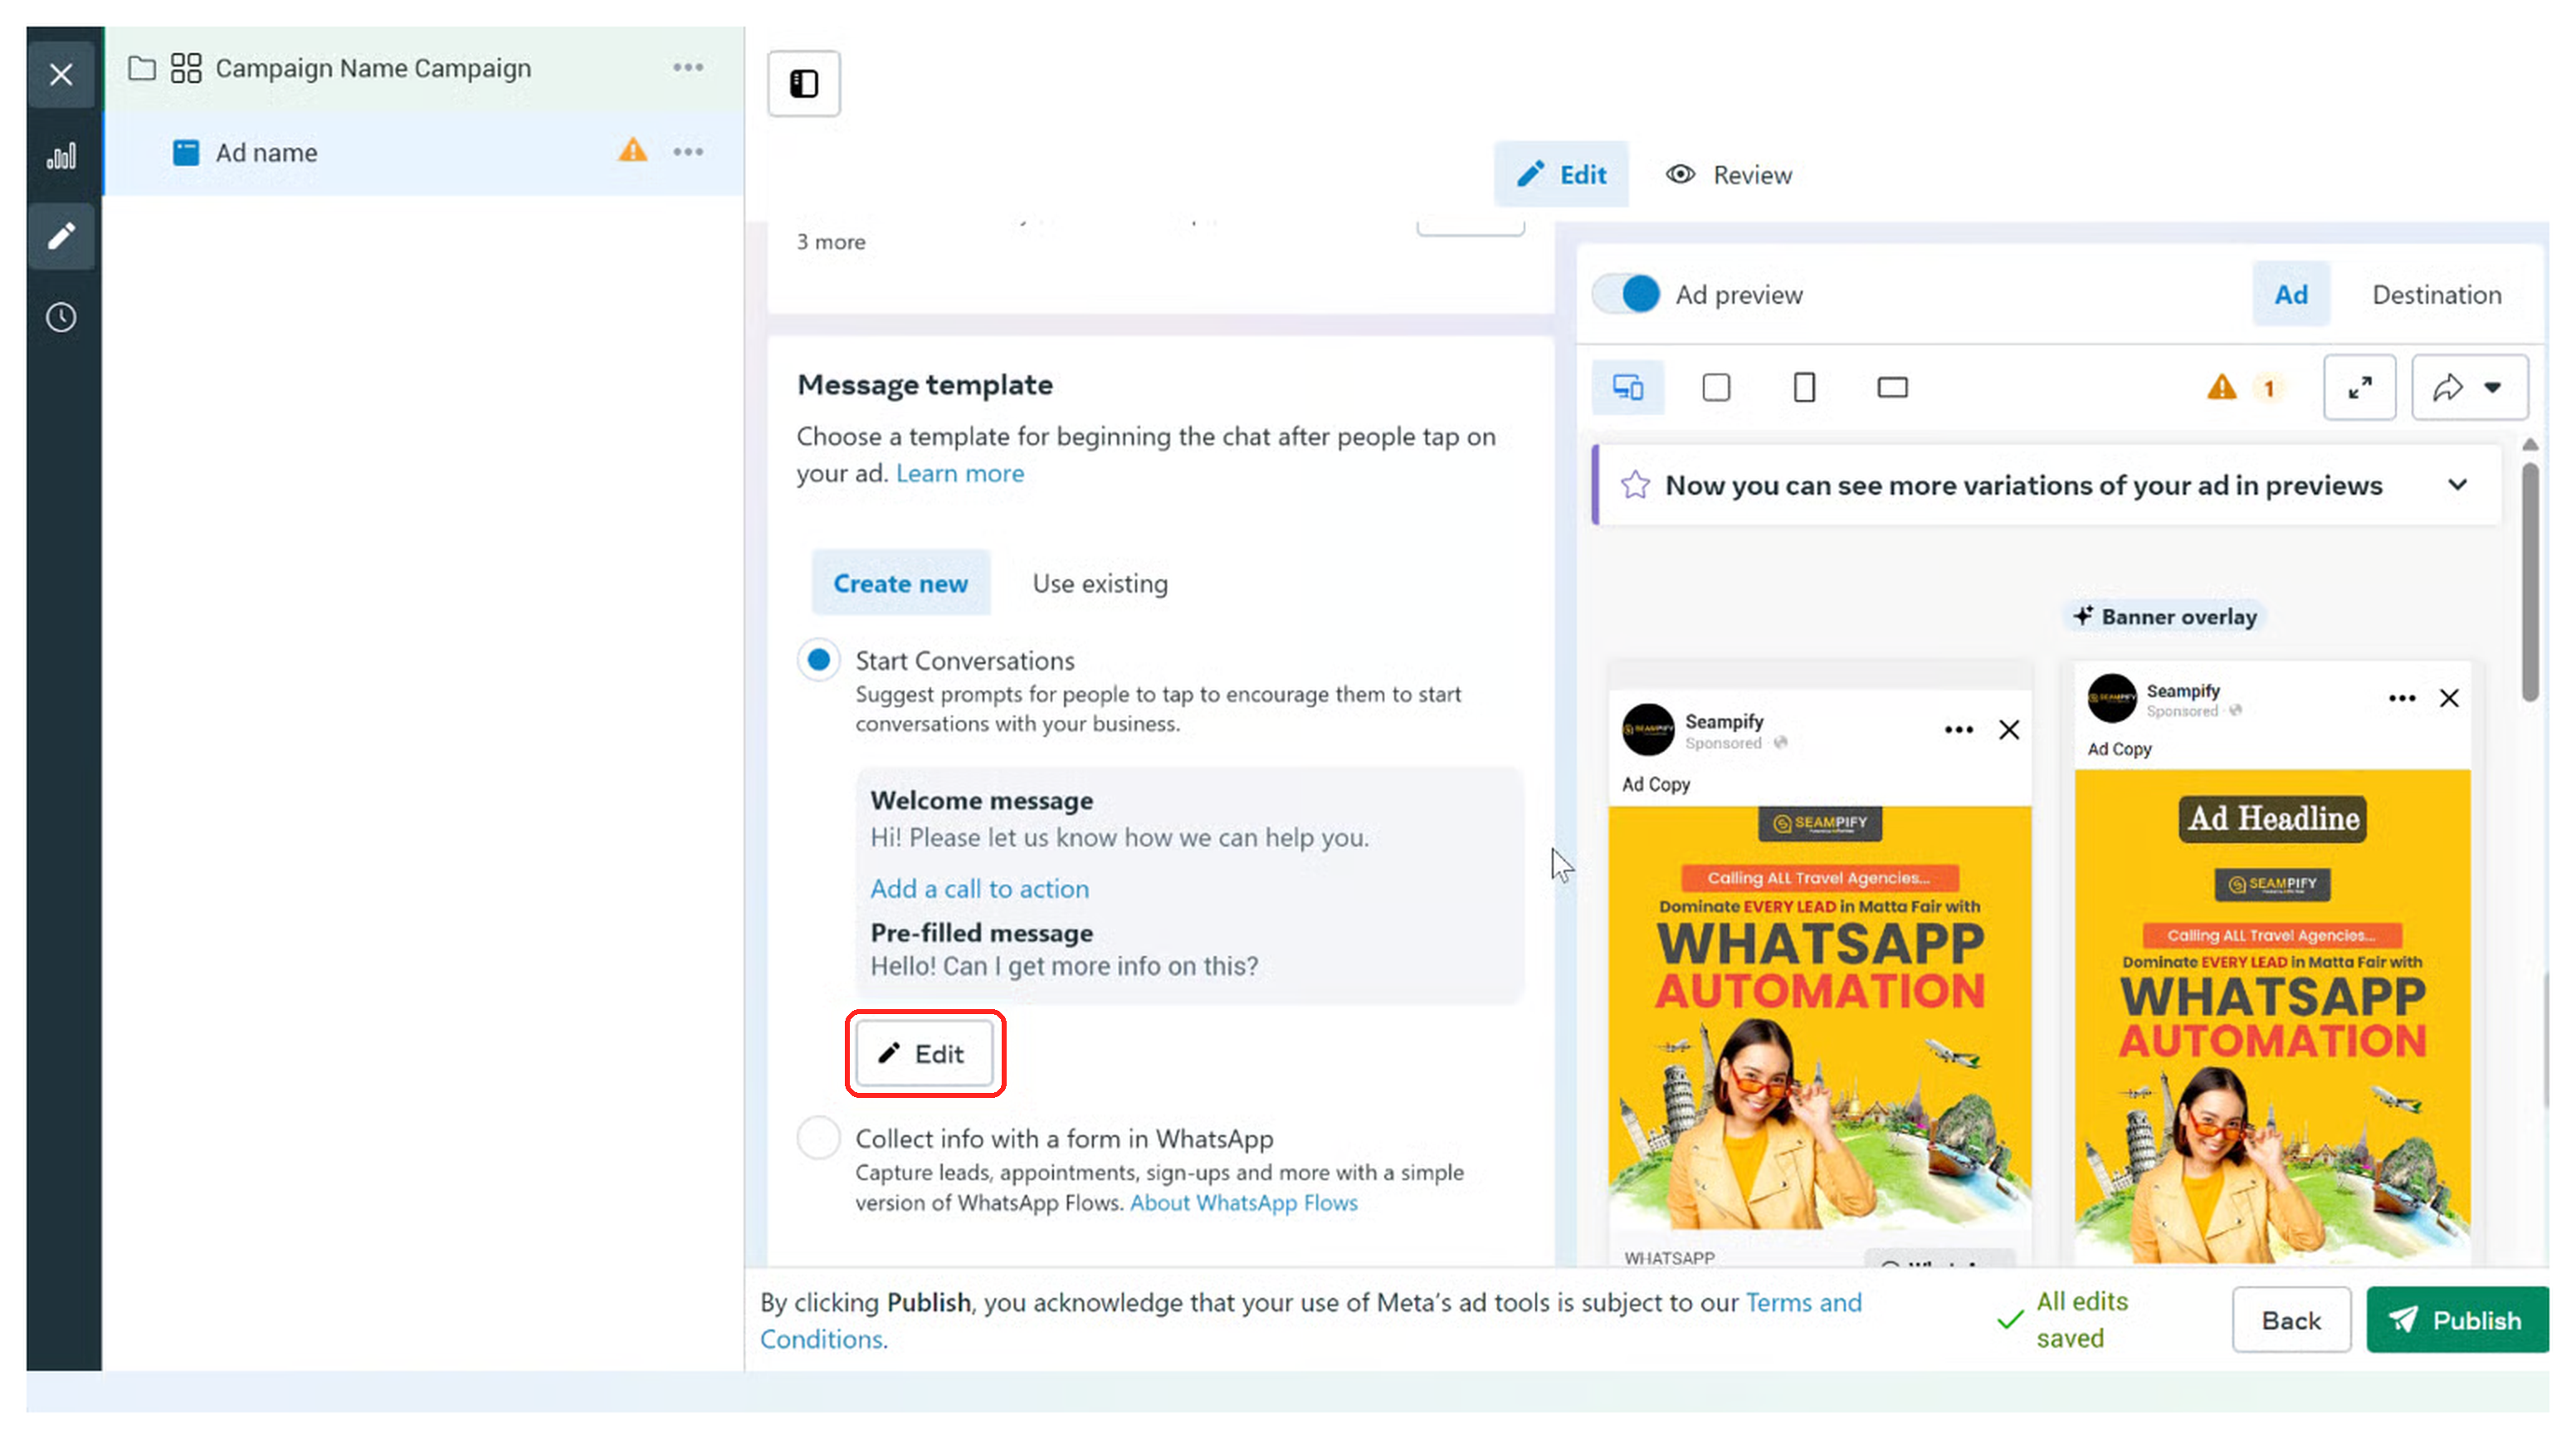 Campaign Name Campaign
Ad name
Edit
Review
3 more
Message template
Choose a template for beginning the chat after people tap on
your ad. Learn more
Create new
Use existing
Start Conversations
Suggest prompts for people to tap to encourage them to start
conversations with your business.
Welcome message
Hi! Please let us know how we can help you.
Add a call to action
Pre-filled message
Hello! Can I get more info on this?
Edit
Collect info with a form in WhatsApp
Capture leads, appointments, sign-ups and more with a simple
version of WhatsApp Flows. About WhatsApp Flows
Ad preview
Ad
Destination
1
Now you can see more variations of your ad in previews
Seampify
Sponsored
Ad Copy
SEAMPIFY
Calling ALL Travel Agencies...
Dominate EVERY LEAD in Matta Fair with
WHATSAPP
AUTOMATION
WHATSAPP
Banner overlay
Seampify
Sponsored
Ad Copy
Ad Headline
SEAMPIFY
Calling ALL Travel Agencies...
Dominate EVERY LEAD in Matta Fair with
WHATSAPP
AUTOMATION
By clicking Publish, you acknowledge that your use of Meta's ad tools is subject to our Terms and
Conditions.
All edits
saved
Back
Publish